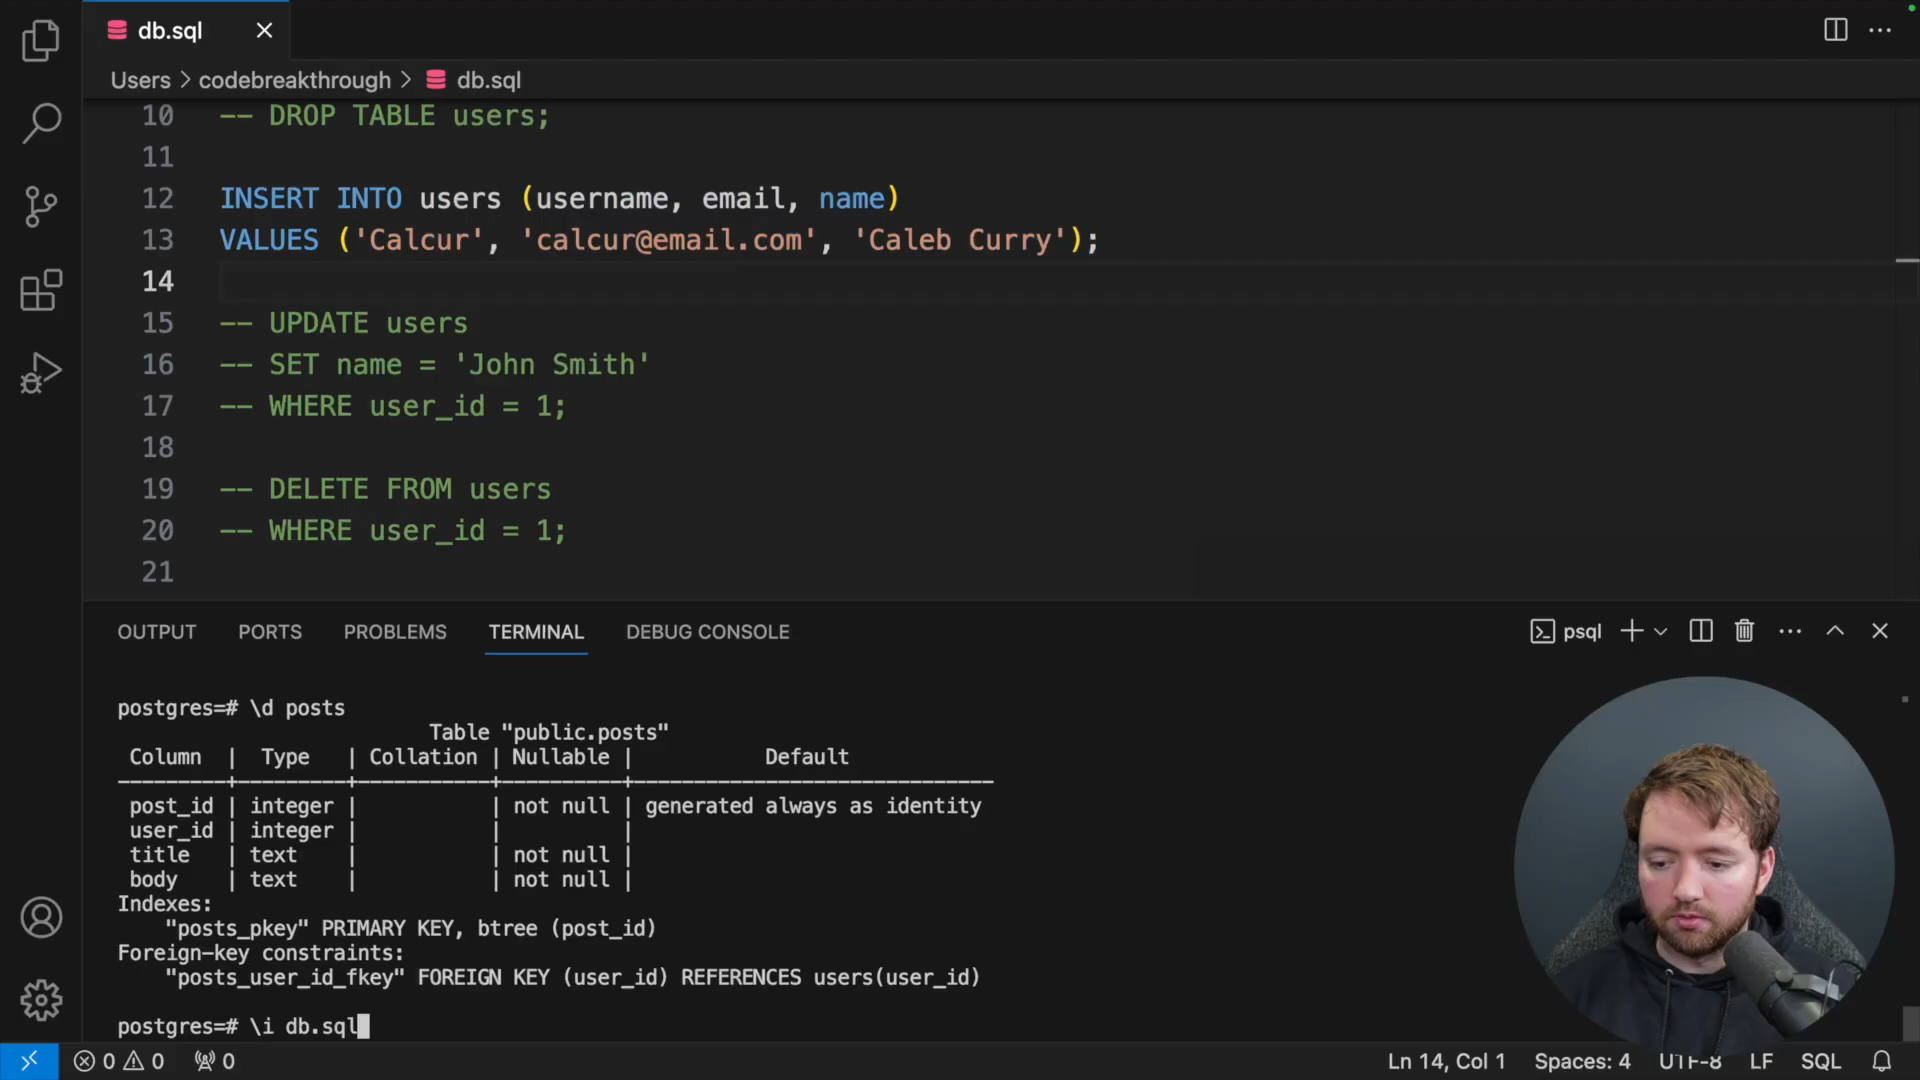 db.sql
Users > codebreakthrough > db.sql
10 -- DROP TABLE users;
11
12 INSERT INTO users (username, email, name)
13 VALUES ('Calcur', 'calcur@email.com', 'Caleb Curry');
14
15 -- UPDATE users
16 -- SET name = 'John Smith'
17 -- WHERE user_id = 1;
18
19 -- DELETE FROM users
20 -- WHERE user_id = 1;
21
OUTPUT PORTS PROBLEMS TERMINAL DEBUG CONSOLE psql
postgres=# \d posts
Table "public.posts"
Column | Type | Collation | Nullable | Default
---------+---------+-----------+----------+------------------------------
post_id | integer | | not null | generated always as identity
user_id | integer | | |
title | text | | not null |
body | text | | not null |
Indexes:
"posts_pkey" PRIMARY KEY, btree (post_id)
Foreign-key constraints:
"posts_user_id_fkey" FOREIGN KEY (user_id) REFERENCES users(user_id)
postgres=# \i db.sql
0 0 0 Ln 14, Col 1 Spaces: 4 UTF-8 LF SQL